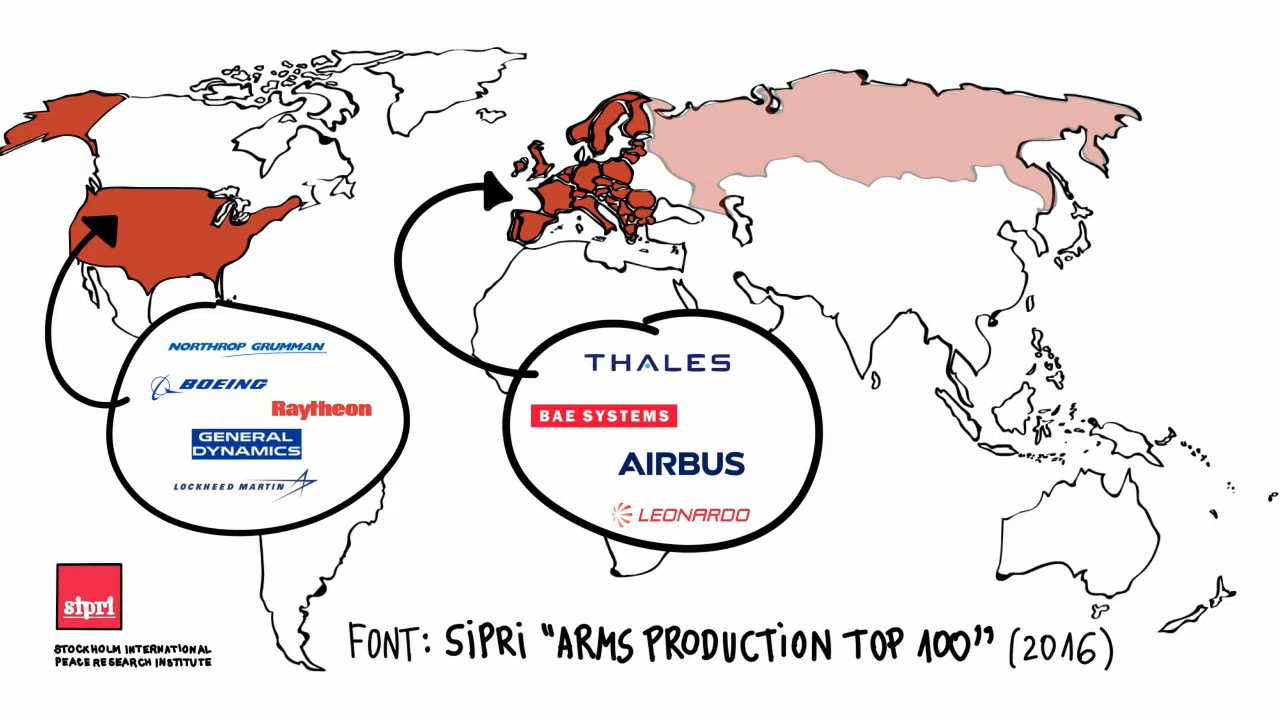 NORTHROP GRUMMAN
BOEING
Raytheon
GENERAL
DYNAMICS
LOCKHEED MARTIN
THALES
BAE SYSTEMS
AIRBUS
LEONARDO
sipri
STOCKHOLM INTERNATIONAL
PEACE RESEARCH INSTITUTE
FONT: SiPRi “ARMS PRODUCTiON TOP 100” (2016)